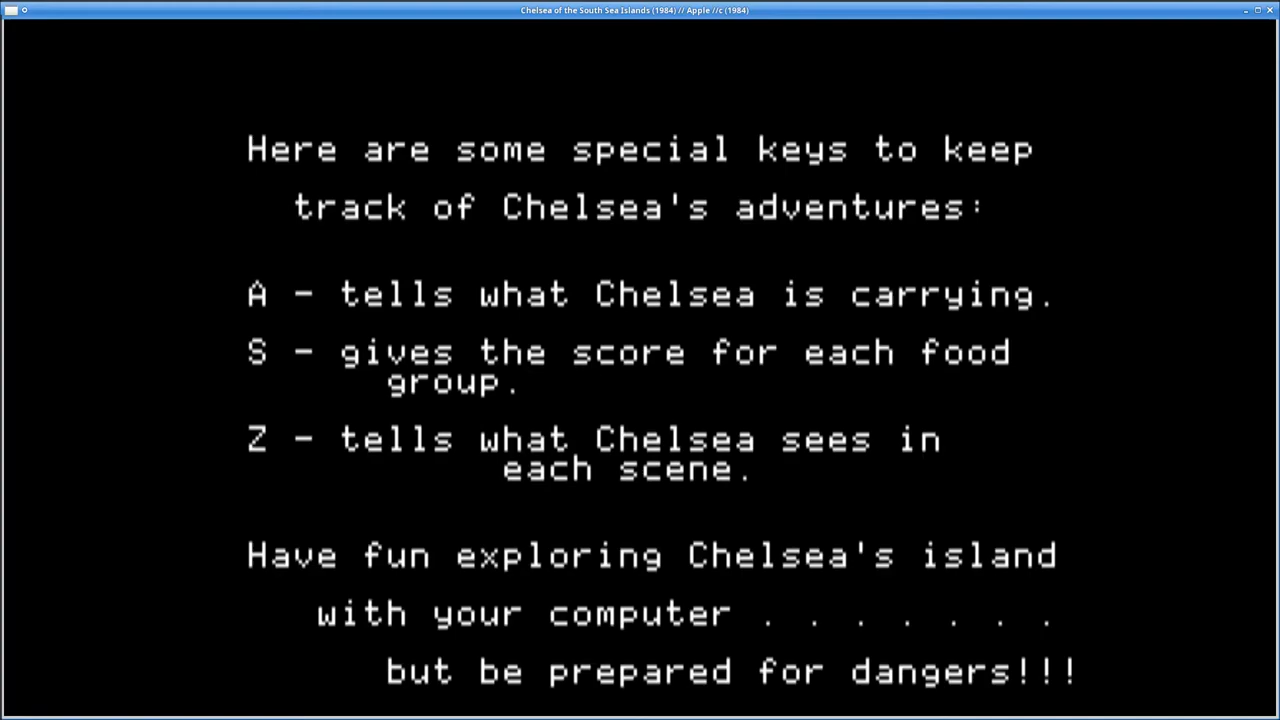 Chelsea of the South Sea Islands (1984) // Apple //c (1984)
Here are some special keys to keep
track of Chelsea's adventures:
A - tells what Chelsea is carrying.
S - gives the score for each food
group.
Z - tells what Chelsea sees in
each scene.
Have fun exploring Chelsea's island
with your computer . . . . . . .
but be prepared for dangers!!!